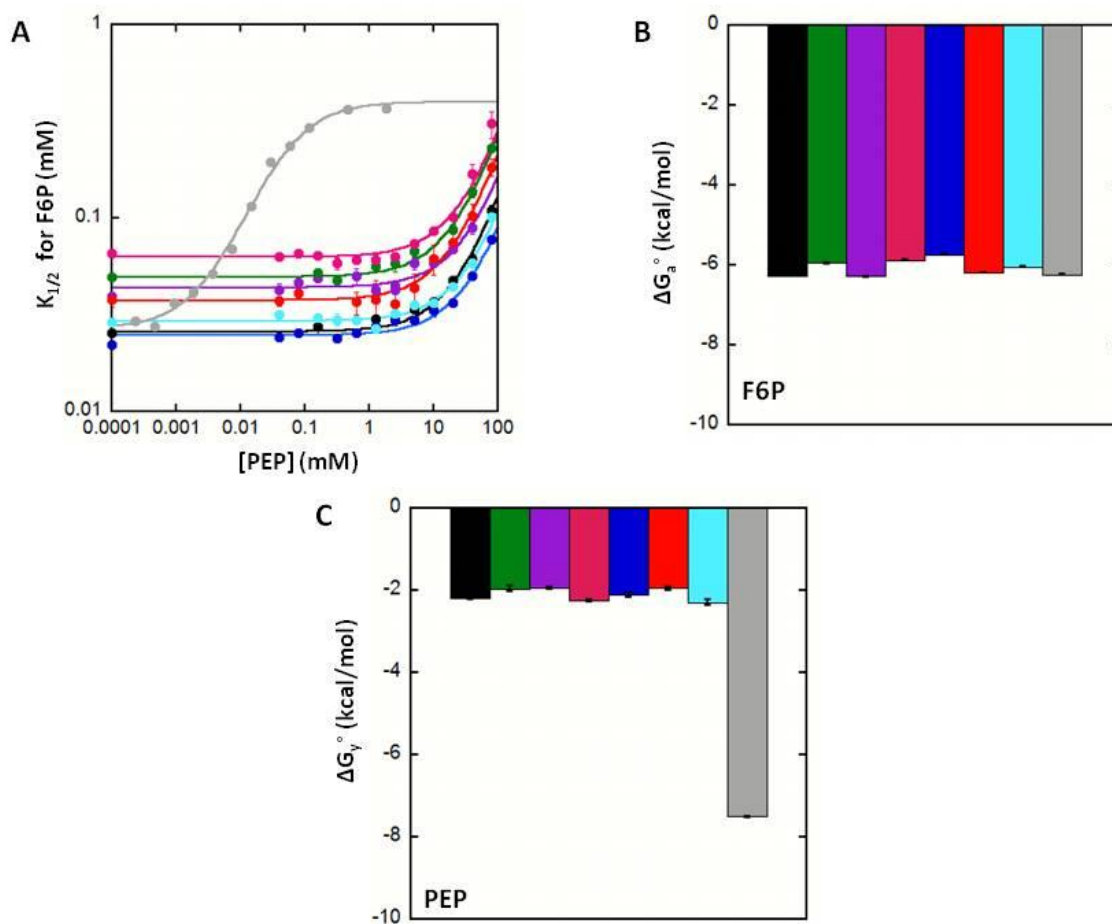 A
K1/2 for F6P (mM)
1
0.1
0.01
0.0001 0.001 0.01 0.1 1 10 100
[PEP] (mM)
B
ΔGa° (kcal/mol)
0
-2
-4
-6
-8
-10
F6P
C
ΔGy° (kcal/mol)
0
-2
-4
-6
-8
-10
PEP